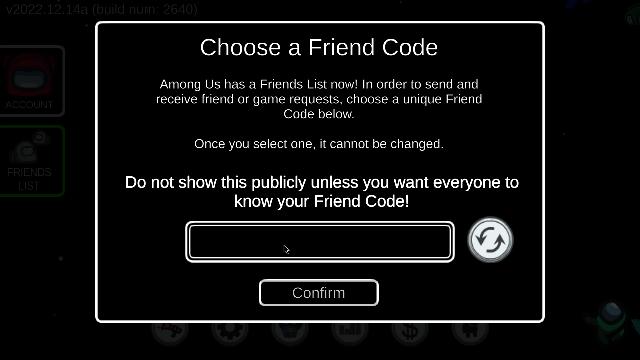 v2022.12.14a (build num: 2640)
Choose a Friend Code
Among Us has a Friends List now! In order to send and
receive friend or game requests, choose a unique Friend
Code below.
Once you select one, it cannot be changed.
Do not show this publicly unless you want everyone to
know your Friend Code!
Confirm
ACCOUNT
FRIENDS
LIST